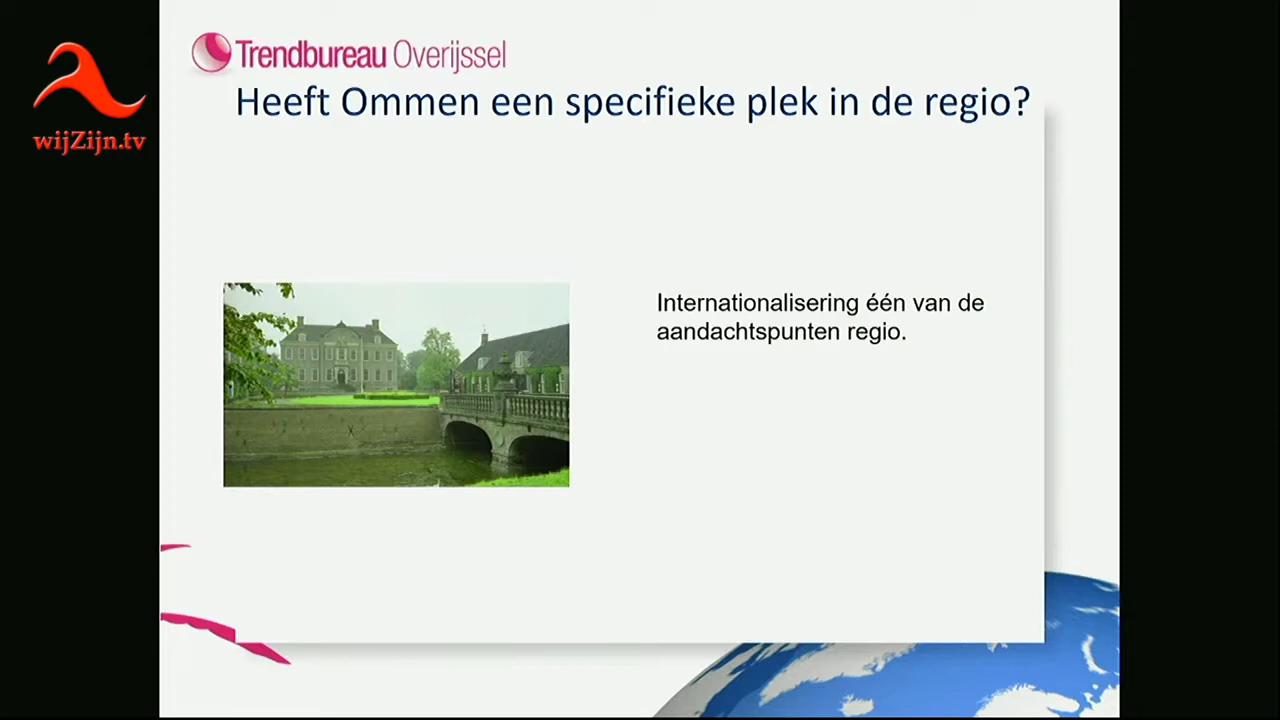 wijZijn.tv
Trendbureau Overijssel
Heeft Ommen een specifieke plek in de regio?
Internationalisering één van de
aandachtspunten regio.